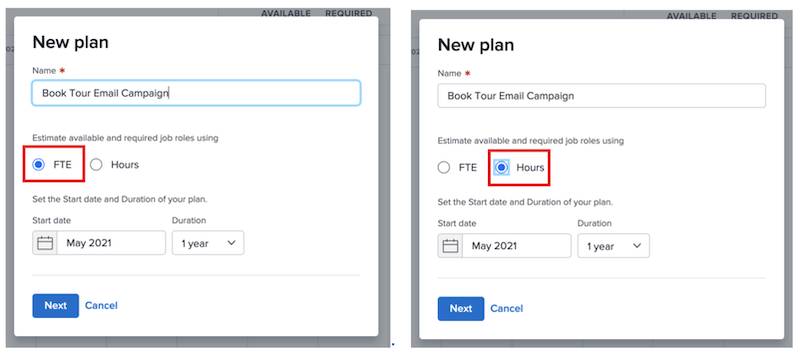 AVAILABLE REQUIRED
New plan
Name *
Book Tour Email Campaign
Estimate available and required job roles using
FTE Hours
Set the Start date and Duration of your plan.
Start date Duration
May 2021 1 year
Next Cancel
.
AVAILABLE REQUIRED
New plan
Name *
Book Tour Email Campaign
Estimate available and required job roles using
FTE Hours
Set the Start date and Duration of your plan.
Start date Duration
May 2021 1 year
Next Cancel